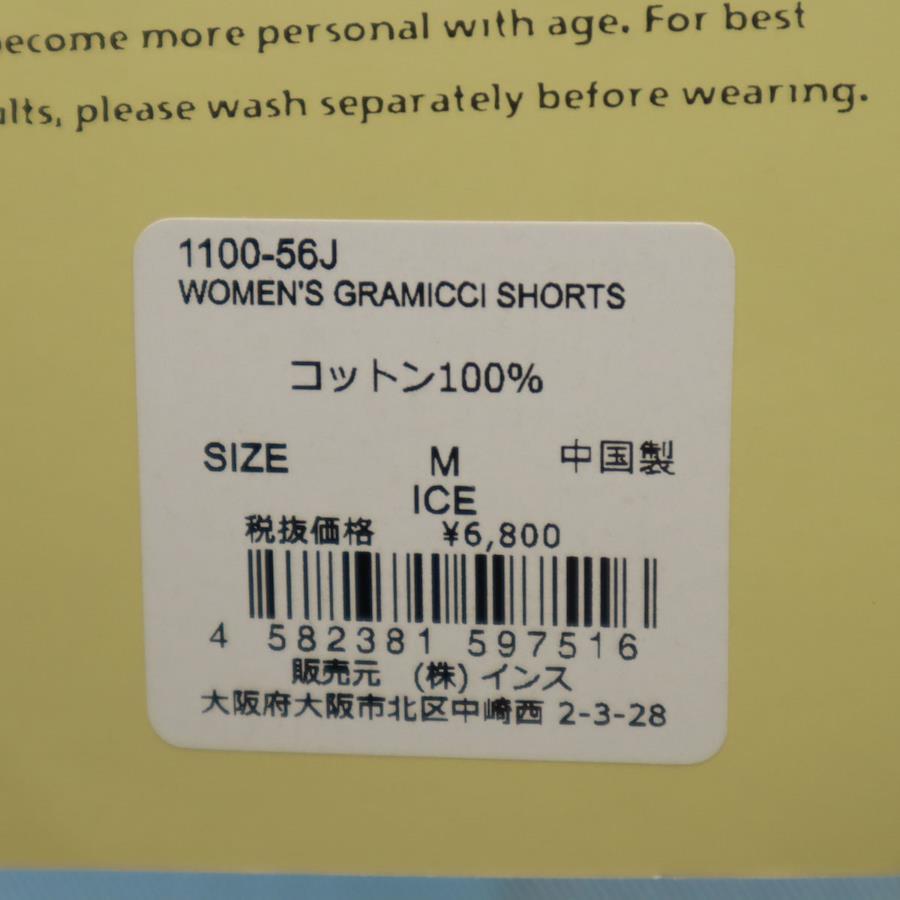 become more personal with age. For best
ults, please wash separately before wearing.
1100-56J
WOMEN'S GRAMICCI SHORTS
コットン100%
SIZE M 中国製
ICE
税抜価格 ¥6,800
4 582381 597516
販売元 (株) インス
大阪府大阪市北区中崎西 2-3-28